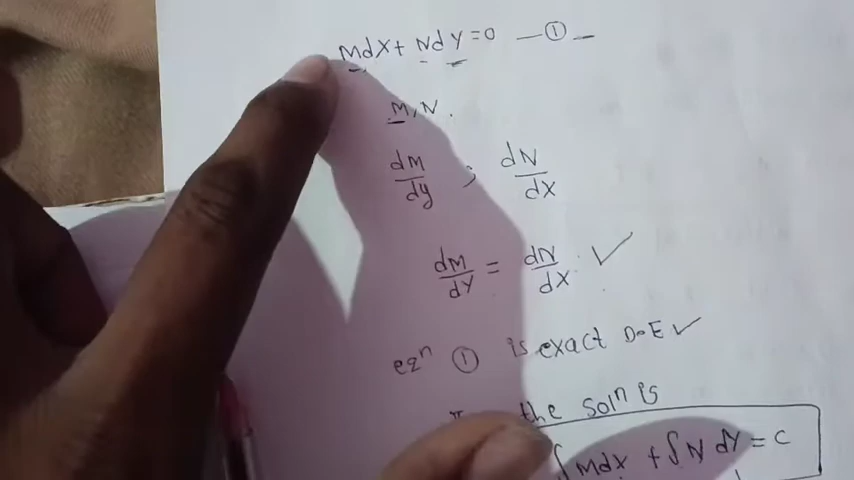 Mdx + Ndy = 0 — ① —
M, N.
dM/dy ; dN/dx
dM/dy = dN/dx ✓
eqⁿ ① is exact D.E ✓
the solⁿ is
∫ Mdx + ∫ N dy = c